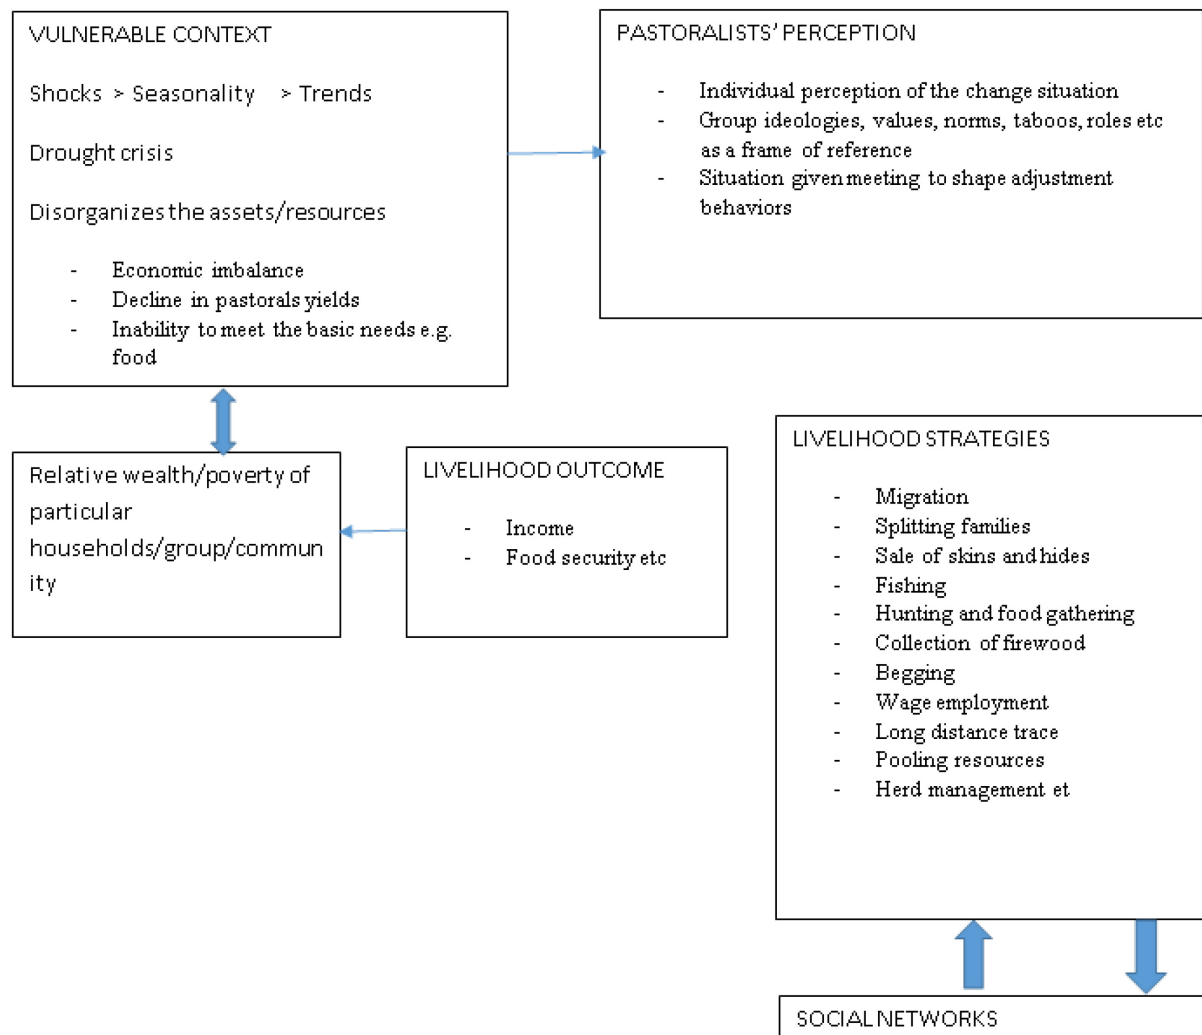 VULNERABLE CONTEXT
Shocks > Seasonality > Trends
Drought crisis
Disorganizes the assets/resources
- Economic imbalance
- Decline in pastorals yields
- Inability to meet the basic needs e.g.
food
PASTORALISTS' PERCEPTION
- Individual perception of the change situation
- Group ideologies, values, norms, taboos, roles etc
as a frame of reference
- Situation given meeting to shape adjustment
behaviors
Relative wealth/poverty of
particular
households/group/commun
ity
LIVELIHOOD OUTCOME
- Income
- Food security etc
LIVELIHOOD STRATEGIES
- Migration
- Splitting families
- Sale of skins and hides
- Fishing
- Hunting and food gathering
- Collection of firewood
- Begging
- Wage employment
- Long distance trace
- Pooling resources
- Herd management et
SOCIAL NETWORKS